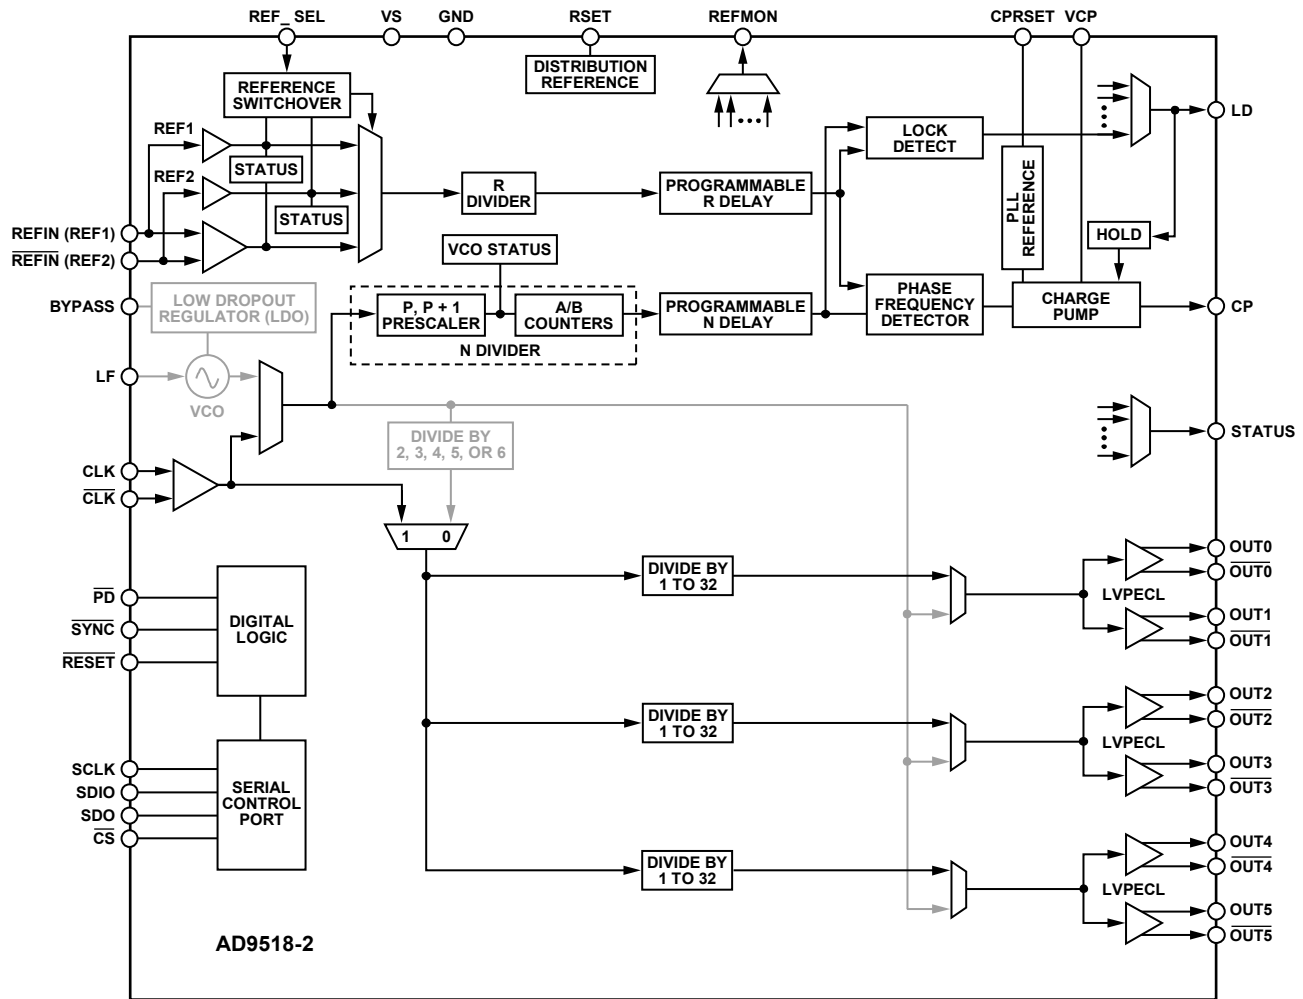 REF_SEL VS GND RSET REFMON CPRSET VCP
DISTRIBUTION
REFERENCE
REFERENCE
SWITCHOVER
REF1
STATUS
REF2
STATUS
REFIN (REF1)
REFIN (REF2)
BYPASS
LF
R
DIVIDER
VCO STATUS
PROGRAMMABLE
R DELAY
LOCK
DETECT
LD
PLL
REFERENCE
HOLD
LOW DROPOUT
REGULATOR (LDO)
VCO
P, P + 1
PRESCALER
A/B
COUNTERS
N DIVIDER
PROGRAMMABLE
N DELAY
PHASE
FREQUENCY
DETECTOR
CHARGE
PUMP
CP
DIVIDE BY
2, 3, 4, 5, OR 6
STATUS
CLK
CLK
1 0
PD
SYNC
RESET
DIGITAL
LOGIC
SCLK
SDIO
SDO
CS
SERIAL
CONTROL
PORT
DIVIDE BY
1 TO 32
LVPECL
OUT0
OUT0
OUT1
OUT1
DIVIDE BY
1 TO 32
LVPECL
OUT2
OUT2
OUT3
OUT3
DIVIDE BY
1 TO 32
LVPECL
OUT4
OUT4
OUT5
OUT5
AD9518-2